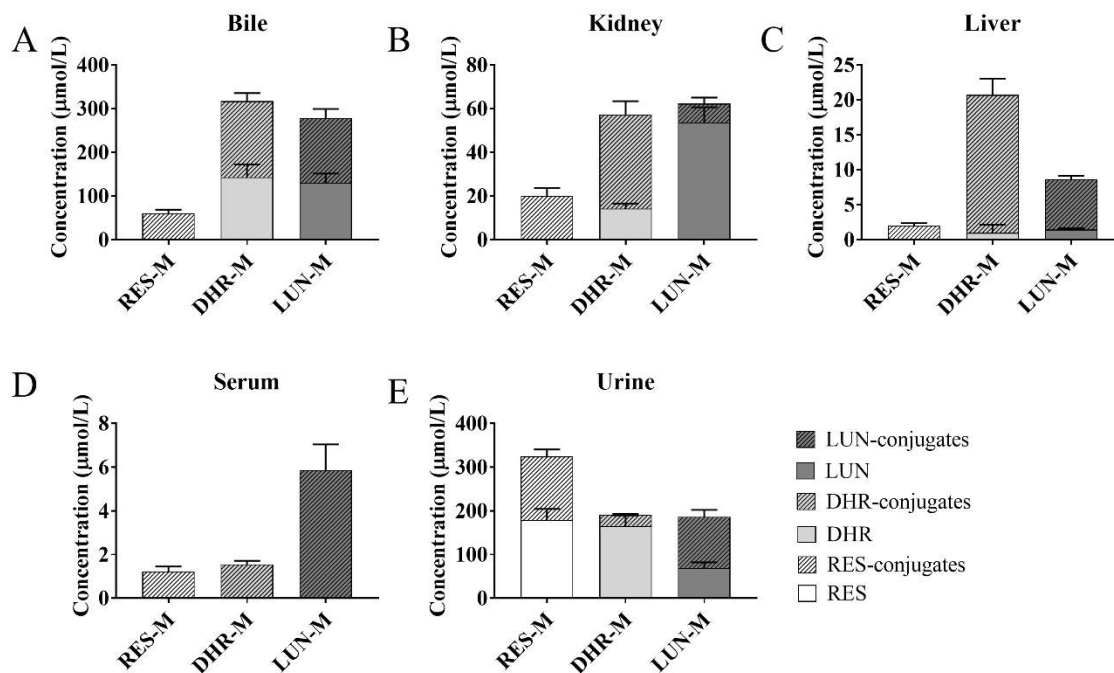 A
Bile
Concentration (μmol/L)
400
300
200
100
0
RES-M
DHR-M
LUN-M
B
Kidney
Concentration (μmol/L)
80
60
40
20
0
RES-M
DHR-M
LUN-M
C
Liver
Concentration (μmol/L)
25
20
15
10
5
0
RES-M
DHR-M
LUN-M
D
Serum
Concentration (μmol/L)
8
6
4
2
0
RES-M
DHR-M
LUN-M
E
Urine
Concentration (μmol/L)
400
300
200
100
0
RES-M
DHR-M
LUN-M
LUN-conjugates
LUN
DHR-conjugates
DHR
RES-conjugates
RES